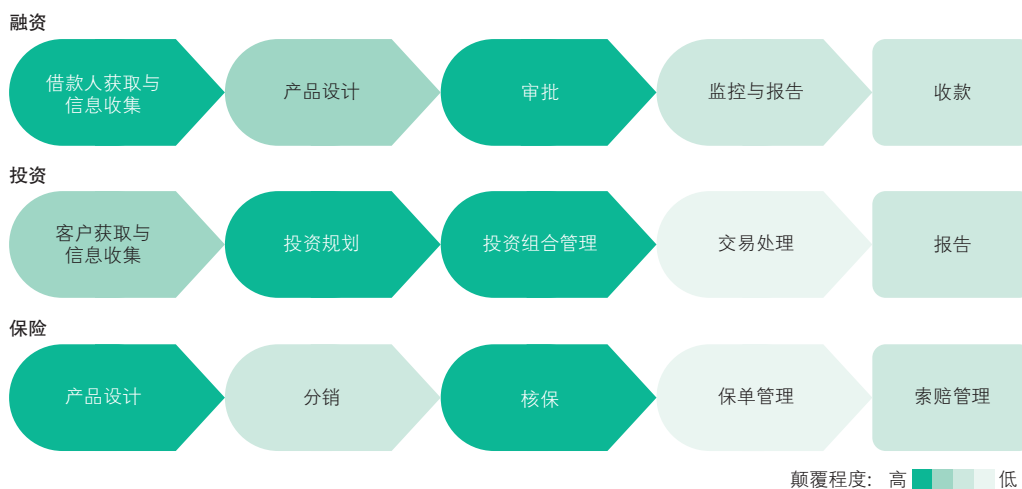 融资
借款人获取与
信息收集
产品设计
审批
监控与报告
收款
投资
客户获取与
信息收集
投资规划
投资组合管理
交易处理
报告
保险
产品设计
分销
核保
保单管理
索赔管理
颠覆程度: 高 低